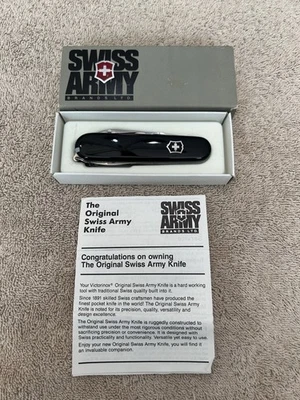 SWISS
ARMY
BRANDS LTD
The
Original
Swiss Army
Knife
SWISS
ARMY
BRANDS LTD
Congratulations on owning
The Original Swiss Army Knife
Your Victorinox® Original Swiss Army Knife is a hard working
tool with traditional Swiss quality built into it.
Since 1891 skilled Swiss craftsmen have produced the
finest pocket knife in the world! The Original Swiss Army
Knife is noted for its precision, quality, versatility and
design excellence.
The Original Swiss Army Knife is ruggedly constructed to
withstand use under the most rigorous conditions without
sacrificing precision or convenience. It is designed with
Swiss practicality and functionality. Versatile yet easy to use.
Enjoy your new Original Swiss Army Knife, you will find it
an invaluable companion.